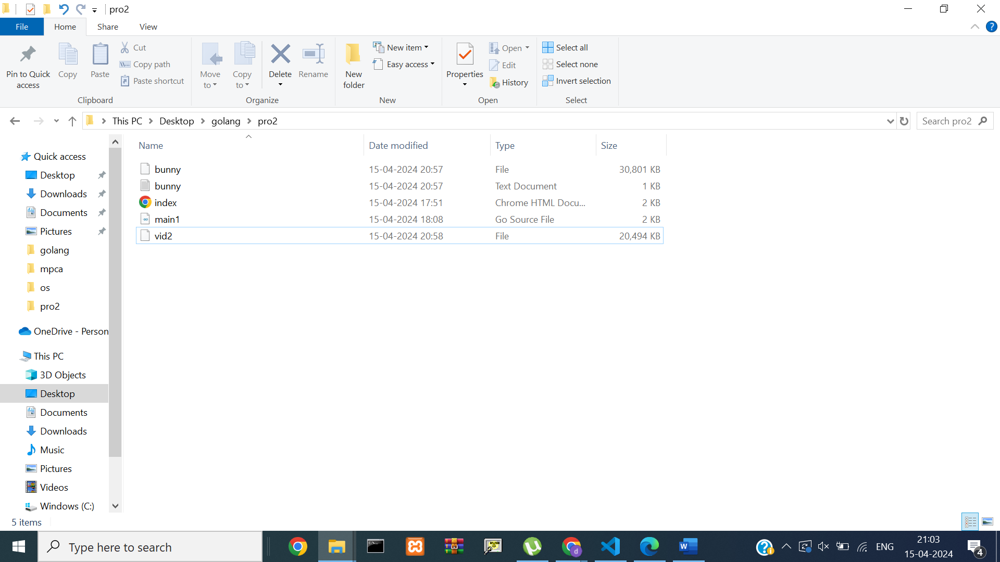 pro2
File Home Share View
Pin to Quick access
Copy
Paste
Cut
Copy path
Paste shortcut
Clipboard
Move to
Copy to
Delete
Rename
Organize
New folder
New item
Easy access
New
Properties
Open
Edit
History
Open
Select all
Select none
Invert selection
Select
This PC > Desktop > golang > pro2
Search pro2
Quick access
Desktop
Downloads
Documents
Pictures
golang
mpca
os
pro2
OneDrive - Person
This PC
3D Objects
Desktop
Documents
Downloads
Music
Pictures
Videos
Windows (C:)
Name Date modified Type Size
bunny 15-04-2024 20:57 File 30,801 KB
bunny 15-04-2024 20:57 Text Document 1 KB
index 15-04-2024 17:51 Chrome HTML Docu... 2 KB
main1 15-04-2024 18:08 Go Source File 2 KB
vid2 15-04-2024 20:58 File 20,494 KB
5 items
Type here to search
ENG
21:03
15-04-2024
4